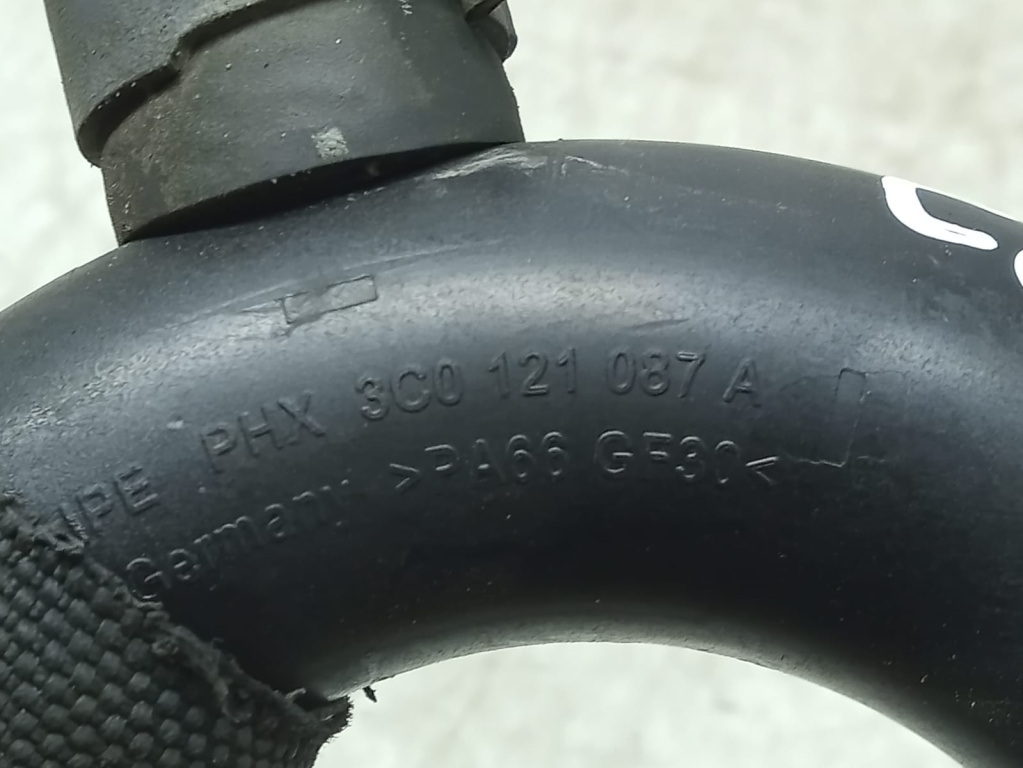 PHX 3C0 121 087 A
Germany >PA66 GF30<